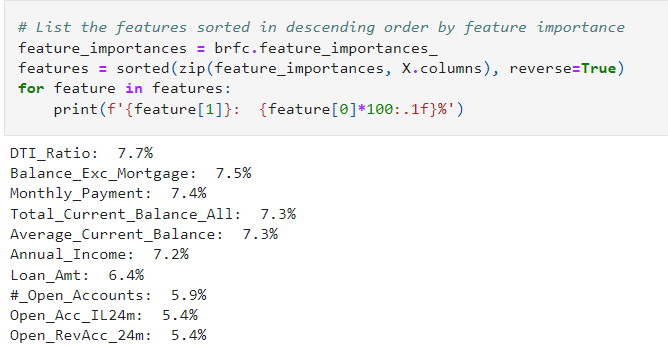 # List the features sorted in descending order by feature importance
feature_importances = brfc.feature_importances_
features = sorted(zip(feature_importances, X.columns), reverse=True)
for feature in features:
    print(f'{feature[1]}:  {feature[0]*100:.1f}%')
DTI_Ratio:  7.7%
Balance_Exc_Mortgage:  7.5%
Monthly_Payment:  7.4%
Total_Current_Balance_All:  7.3%
Average_Current_Balance:  7.3%
Annual_Income:  7.2%
Loan_Amt:  6.4%
#_Open_Accounts:  5.9%
Open_Acc_IL24m:  5.4%
Open_RevAcc_24m:  5.4%